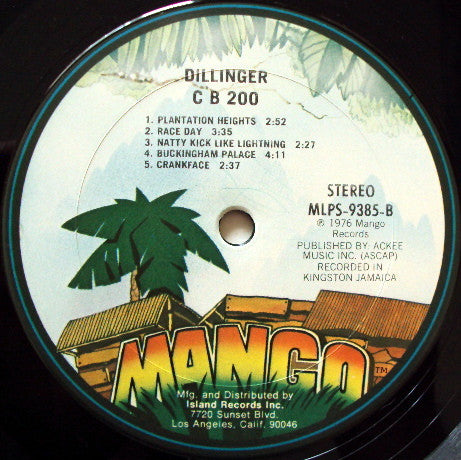 DILLINGER
C B 200
1. PLANTATION HEIGHTS 2:52
2. RACE DAY 3:35
3. NATTY KICK LIKE LIGHTNING 2:27
4. BUCKINGHAM PALACE 4:11
5. CRANKFACE 2:37
STEREO
MLPS-9385-B
℗ 1976 Mango
Records
PUBLISHED BY: ACKEE
MUSIC INC. (ASCAP)
RECORDED IN
KINGSTON JAMAICA
MANGO™
Mfg. and Distributed by
Island Records Inc.
7720 Sunset Blvd.
Los Angeles, Calif. 90046